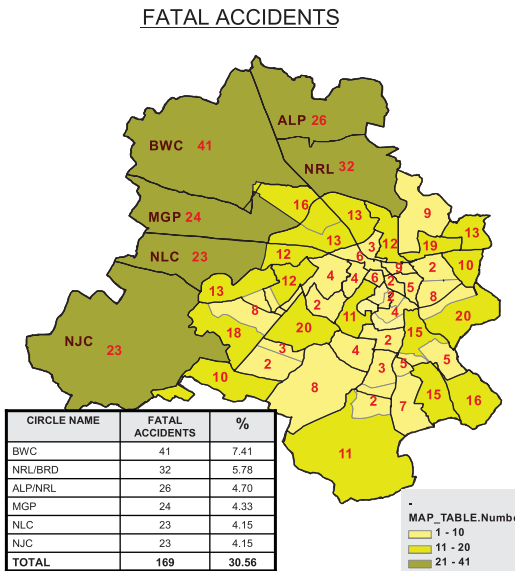 FATAL ACCIDENTS
ALP 26
BWC 41
NRL 32
16
MGP 24
13
9
13
3
12
19
13
NLC 23
12
6
9
2
10
12
4
4
6
2
5
13
8
2
2
8
11
4
20
18
20
15
NJC 23
2
3
4
5
5
2
3
10
8
15
16
2
7
11
CIRCLE NAME FATAL ACCIDENTS %
BWC 41 7.41
NRL/BRD 32 5.78
ALP/NRL 26 4.70
MGP 24 4.33
NLC 23 4.15
NJC 23 4.15
TOTAL 169 30.56
-
MAP_TABLE.Numbe
1 - 10
11 - 20
21 - 41